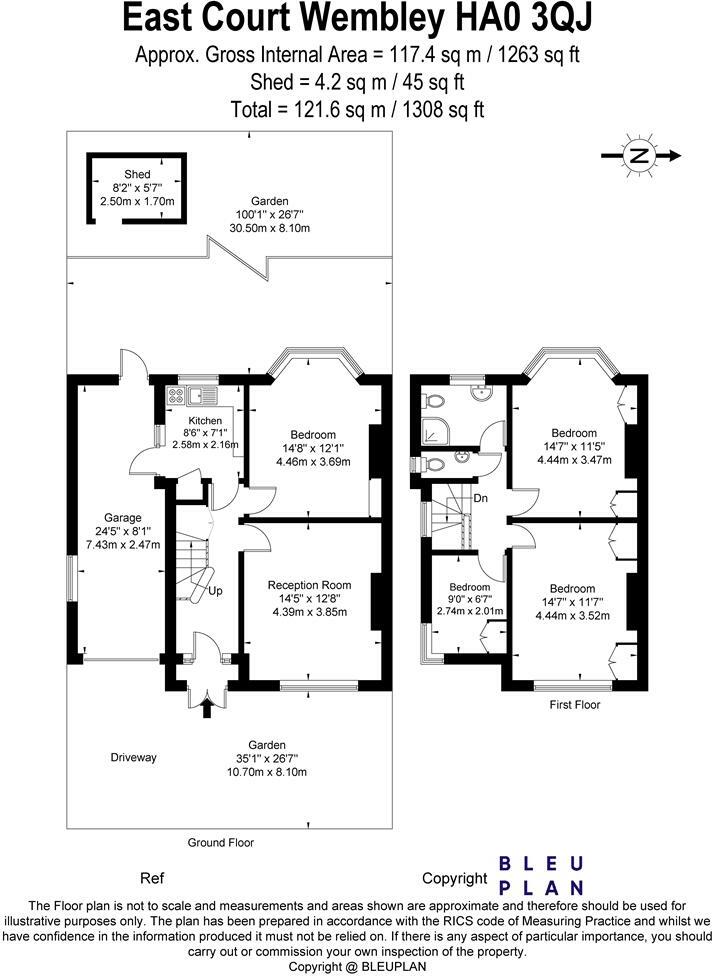 East Court Wembley HA0 3QJ
Approx. Gross Internal Area = 117.4 sq m / 1263 sq ft
Shed = 4.2 sq m / 45 sq ft
Total = 121.6 sq m / 1308 sq ft
Shed
8'2" x 5'7"
2.50m x 1.70m
Garden
100'1" x 26'7"
30.50m x 8.10m
N
Kitchen
8'6" x 7'1"
2.58m x 2.16m
Bedroom
14'8" x 12'1"
4.46m x 3.69m
Garage
24'5" x 8'1"
7.43m x 2.47m
Up
Reception Room
14'5" x 12'8"
4.39m x 3.85m
Driveway
Garden
35'1" x 26'7"
10.70m x 8.10m
Ground Floor
Bedroom
14'7" x 11'5"
4.44m x 3.47m
Dn
Bedroom
9'0" x 6'7"
2.74m x 2.01m
Bedroom
14'7" x 11'7"
4.44m x 3.52m
First Floor
Ref
Copyright
BLEU
PLAN
The Floor plan is not to scale and measurements and areas shown are approximate and therefore should be used for
illustrative purposes only. The plan has been prepared in accordance with the RICS code of Measuring Practice and whilst we
have confidence in the information produced it must not be relied on. If there is any aspect of particular importance, you should
carry out or commission your own inspection of the property.
Copyright @ BLEUPLAN